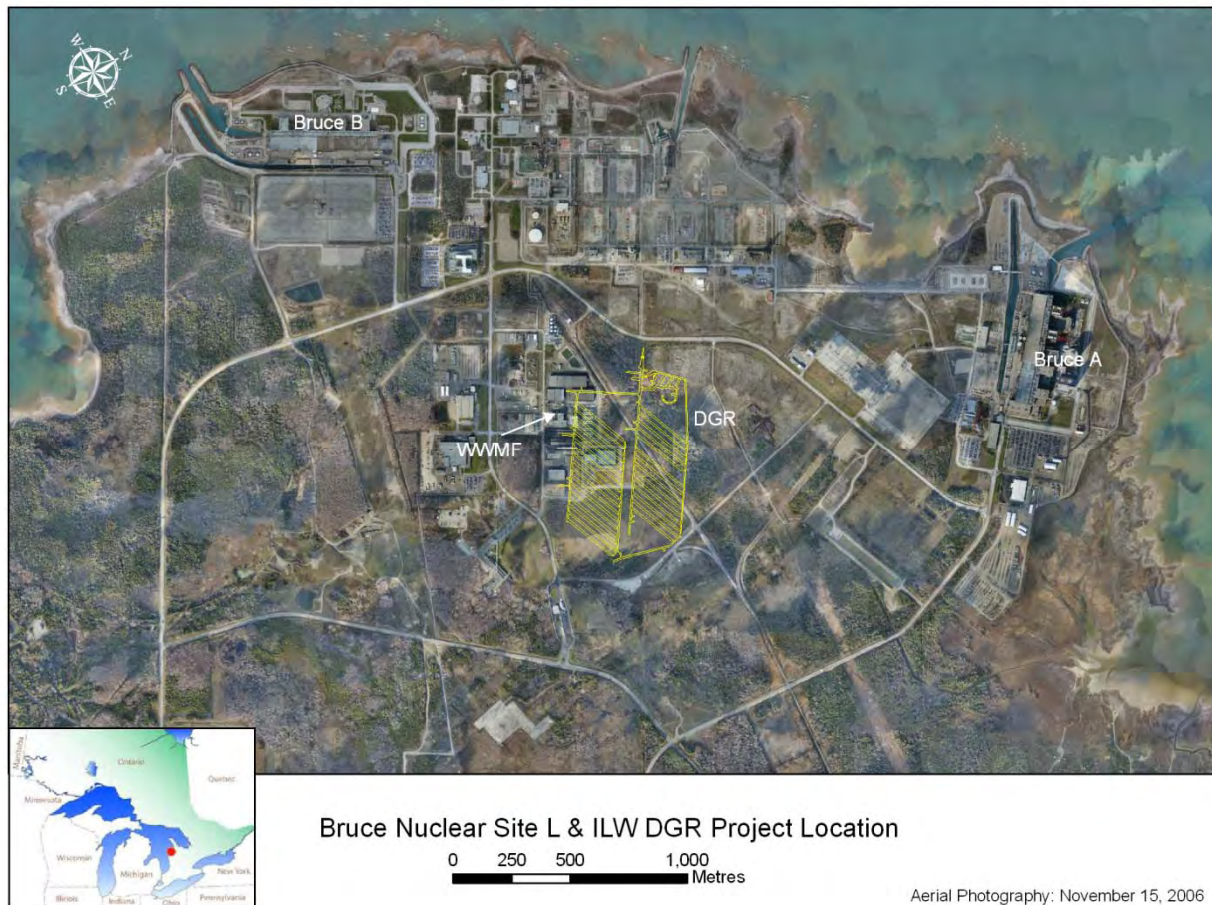 W
N
S
E
Bruce B
Bruce A
DGR
WWMF
Manitoba
Ontario
Quebec
Minnesota
Wisconsin
Michigan
New York
Illinois
Indiana
Ohio
Pennsylvania
Bruce Nuclear Site L & ILW DGR Project Location
0 250 500 1,000
Metres
Aerial Photography: November 15, 2006